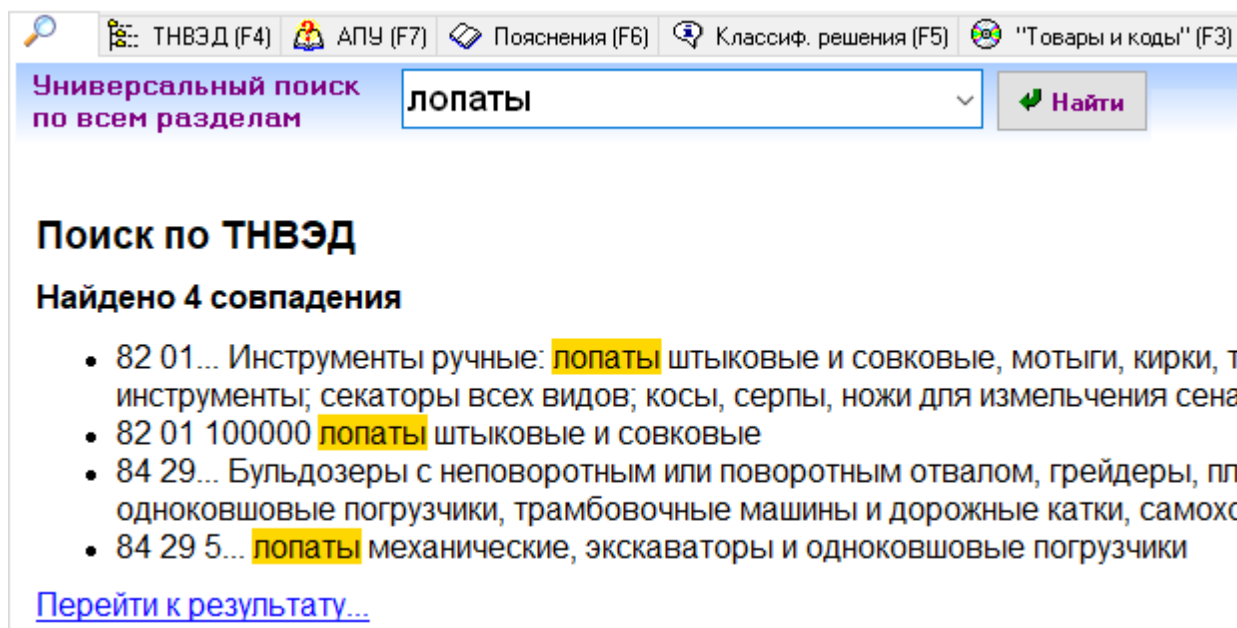 ТНВЭД (F4) АПУ (F7) Пояснения (F6) Классиф. решения (F5) "Товары и коды" (F3)
Универсальный поиск
по всем разделам
лопаты
Найти
Поиск по ТНВЭД
Найдено 4 совпадения
82 01... Инструменты ручные: лопаты штыковые и совковые, мотыги, кирки,
инструменты; секаторы всех видов; косы, серпы, ножи для измельчения сена
82 01 100000 лопаты штыковые и совковые
84 29... Бульдозеры с неповоротным или поворотным отвалом, грейдеры,
одноковшовые погрузчики, трамбовочные машины и дорожные катки,
84 29 5... лопаты механические, экскаваторы и одноковшовые погрузчики
Перейти к результату...